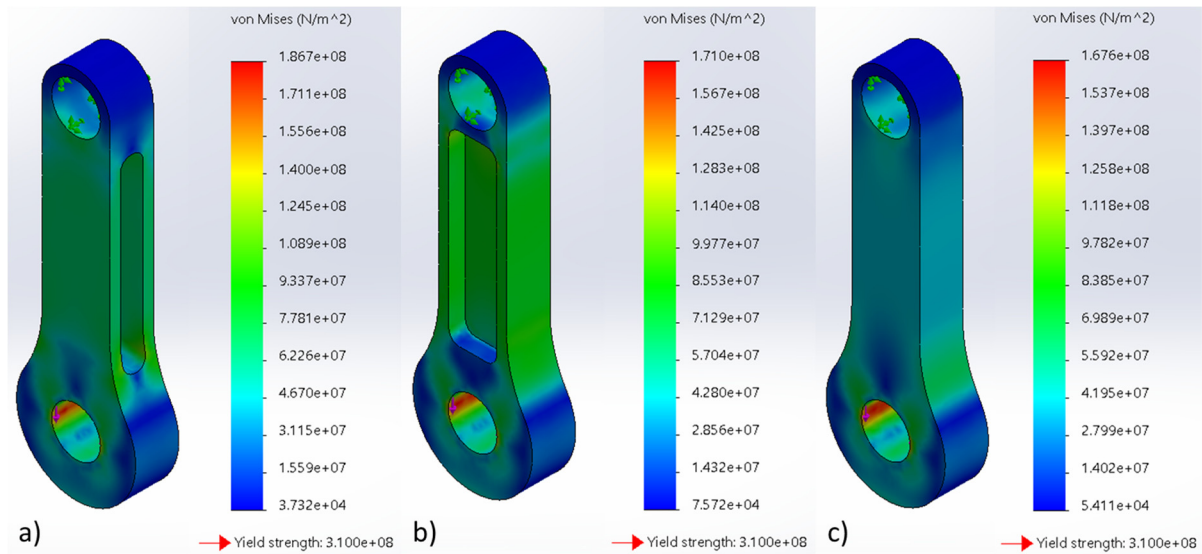 von Mises (N/m^2)
1.867e+08
1.711e+08
1.556e+08
1.400e+08
1.245e+08
1.089e+08
9.337e+07
7.781e+07
6.226e+07
4.670e+07
3.115e+07
1.559e+07
3.732e+04
Yield strength: 3.100e+08
a)
von Mises (N/m^2)
1.710e+08
1.567e+08
1.425e+08
1.283e+08
1.140e+08
9.977e+07
8.553e+07
7.129e+07
5.704e+07
4.280e+07
2.856e+07
1.432e+07
7.572e+04
Yield strength: 3.100e+08
b)
von Mises (N/m^2)
1.676e+08
1.537e+08
1.397e+08
1.258e+08
1.118e+08
9.782e+07
8.385e+07
6.989e+07
5.592e+07
4.195e+07
2.799e+07
1.402e+07
5.411e+04
Yield strength: 3.100e+08
c)